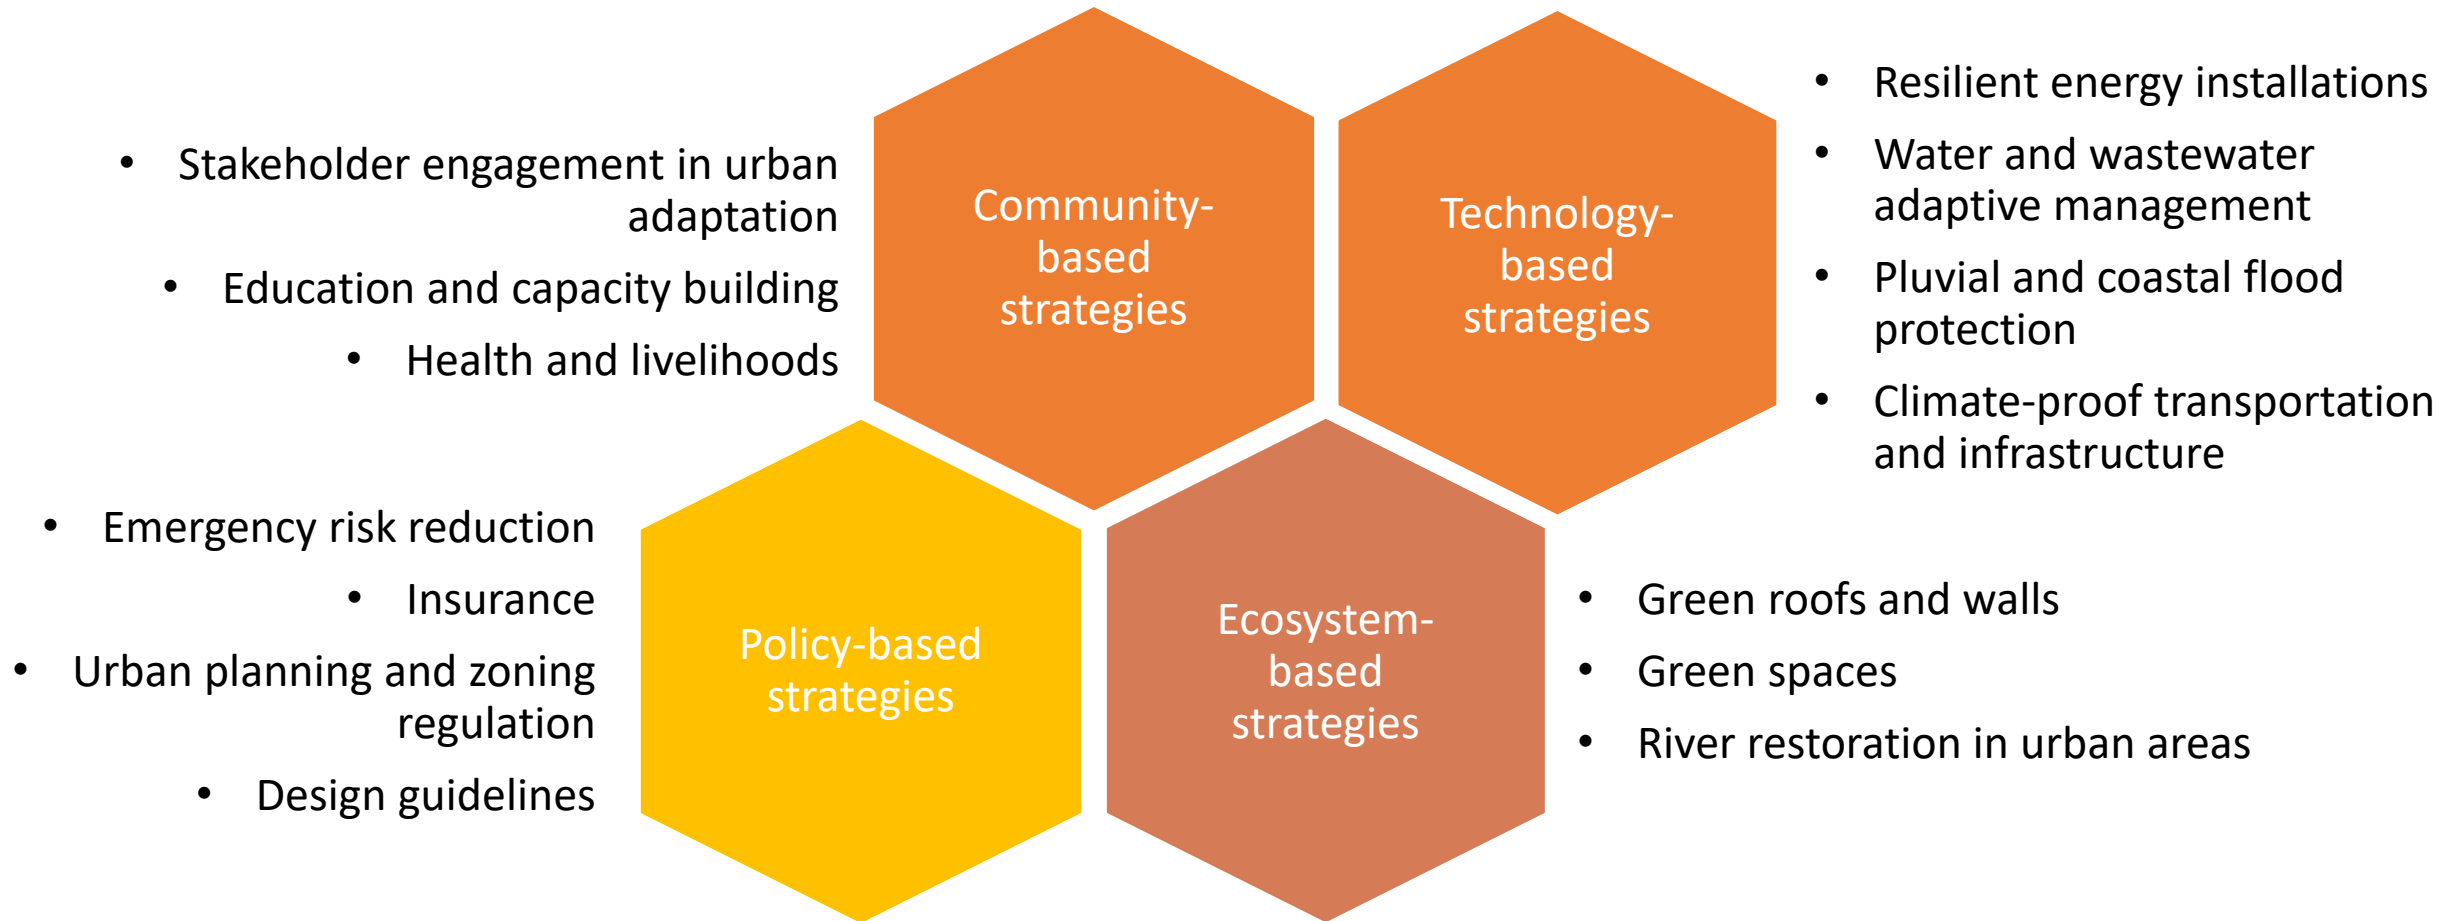 • Stakeholder engagement in urban
adaptation
• Education and capacity building
• Health and livelihoods
Community-
based
strategies
Technology-
based
strategies
• Resilient energy installations
• Water and wastewater
adaptive management
• Pluvial and coastal flood
protection
• Climate-proof transportation
and infrastructure
• Emergency risk reduction
• Insurance
• Urban planning and zoning
regulation
• Design guidelines
Policy-based
strategies
Ecosystem-
based
strategies
• Green roofs and walls
• Green spaces
• River restoration in urban areas